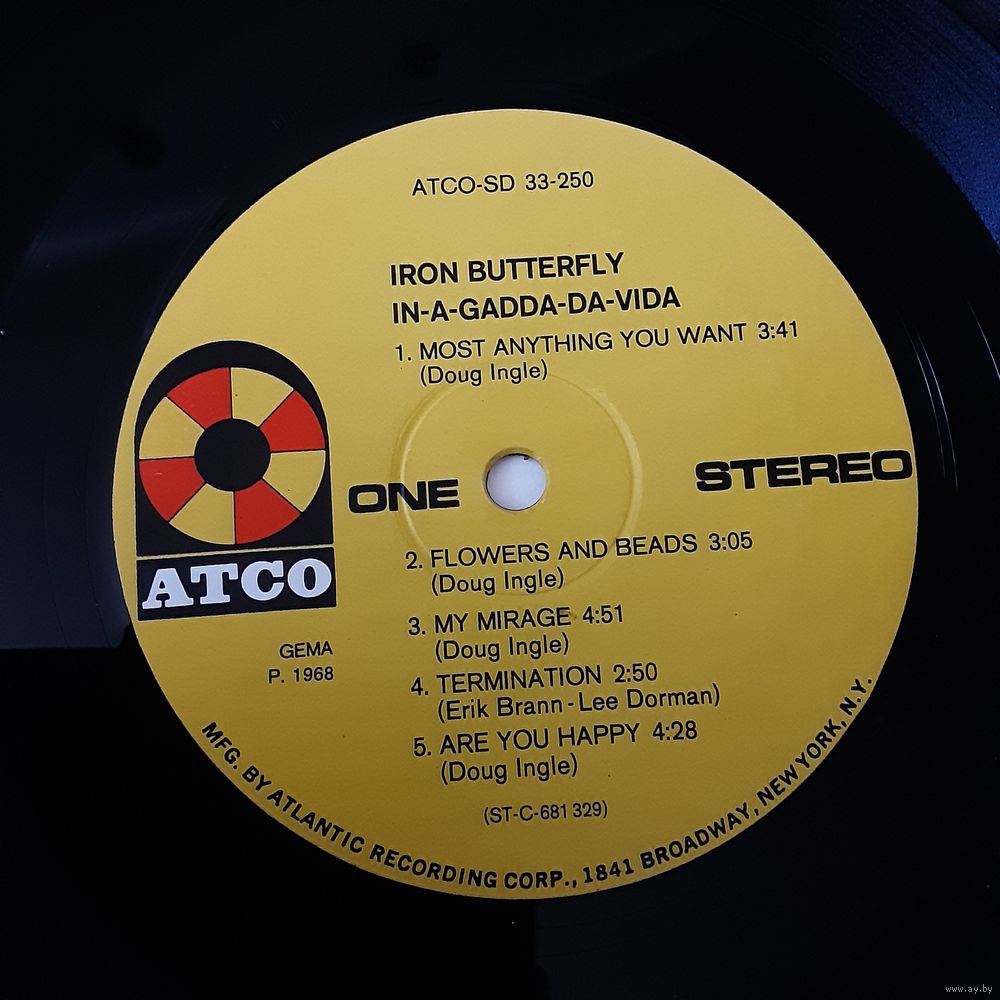 ATCO-SD 33-250
IRON BUTTERFLY
IN-A-GADDA-DA-VIDA
1. MOST ANYTHING YOU WANT 3:41
(Doug Ingle)
ONE
STEREO
ATCO
2. FLOWERS AND BEADS 3:05
(Doug Ingle)
3. MY MIRAGE 4:51
(Doug Ingle)
GEMA
P. 1968
4. TERMINATION 2:50
(Erik Brann - Lee Dorman)
5. ARE YOU HAPPY 4:28
(Doug Ingle)
(ST-C-681 329)
MFG. BY ATLANTIC RECORDING CORP., 1841 BROADWAY, NEW YORK, N.Y.
www.ay.by